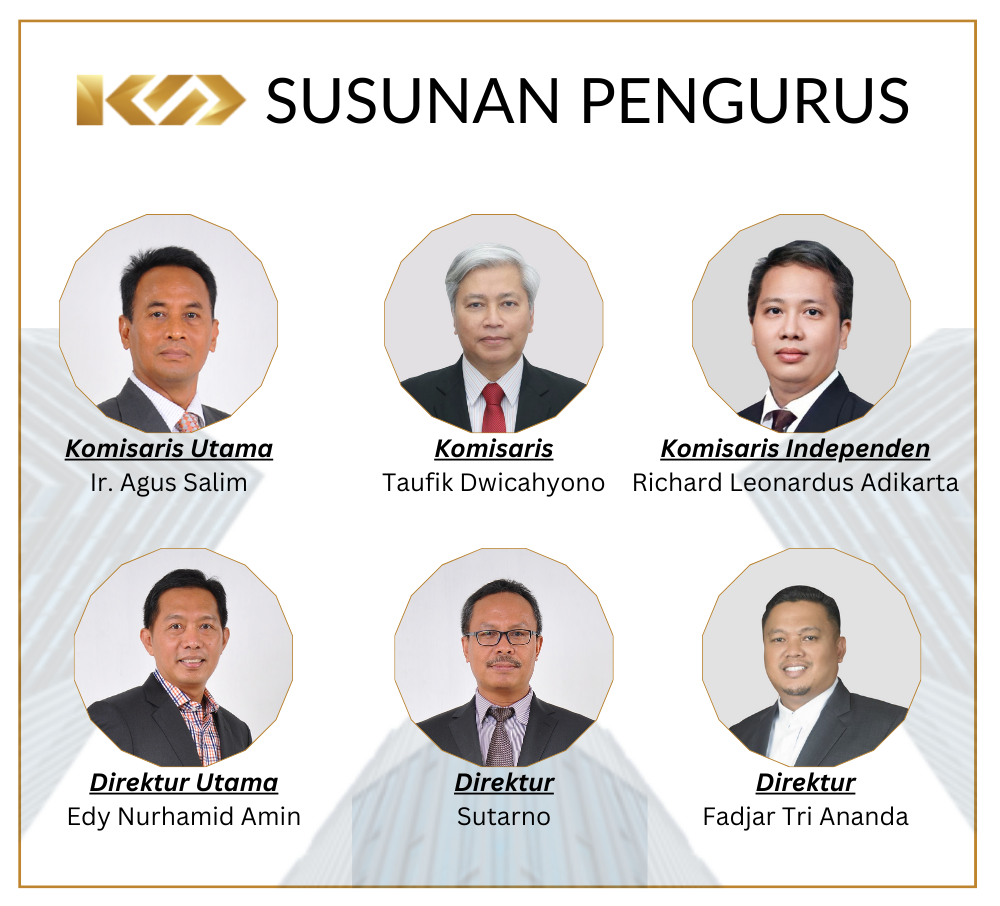 KSD SUSUNAN PENGURUS
Komisaris Utama
Ir. Agus Salim
Komisaris
Taufik Dwicahyono
Komisaris Independen
Richard Leonardus Adikarta
Direktur Utama
Edy Nurhamid Amin
Direktur
Sutarno
Direktur
Fadjar Tri Ananda